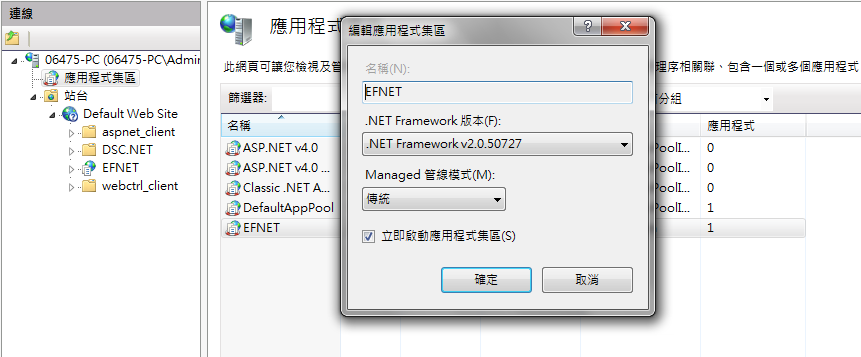 連線
06475-PC (06475-PC\Admir
應用程式集區
站台
Default Web Site
aspnet_client
DSC.NET
EFNET
webctrl_client
應用程式
此網頁可讓您檢視及管
理序相關聯、包含一個或多個應用程式
篩選器:
分組
名稱
應用程式
ASP.NET v4.0
PoolI...
0
ASP.NET v4.0 ...
PoolI...
0
Classic .NET A...
PoolI...
0
DefaultAppPool
PoolI...
1
EFNET
PoolI...
1
編輯應用程式集區
名稱(N):
EFNET
.NET Framework 版本(F):
.NET Framework v2.0.50727
Managed 管線模式(M):
傳統
立即啟動應用程式集區(S)
確定
取消